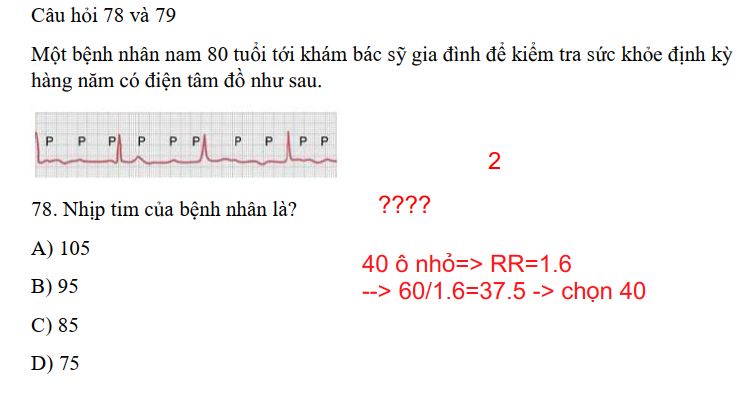 Câu hỏi 78 và 79
Một bệnh nhân nam 80 tuổi tới khám bác sỹ gia đình để kiểm tra sức khỏe định kỳ
hàng năm có điện tâm đồ như sau.
P P P P P P P P P P
2
78. Nhịp tim của bệnh nhân là?
????
A) 105
40 ô nhỏ=> RR=1.6
B) 95
--> 60/1.6=37.5 -> chọn 40
C) 85
D) 75